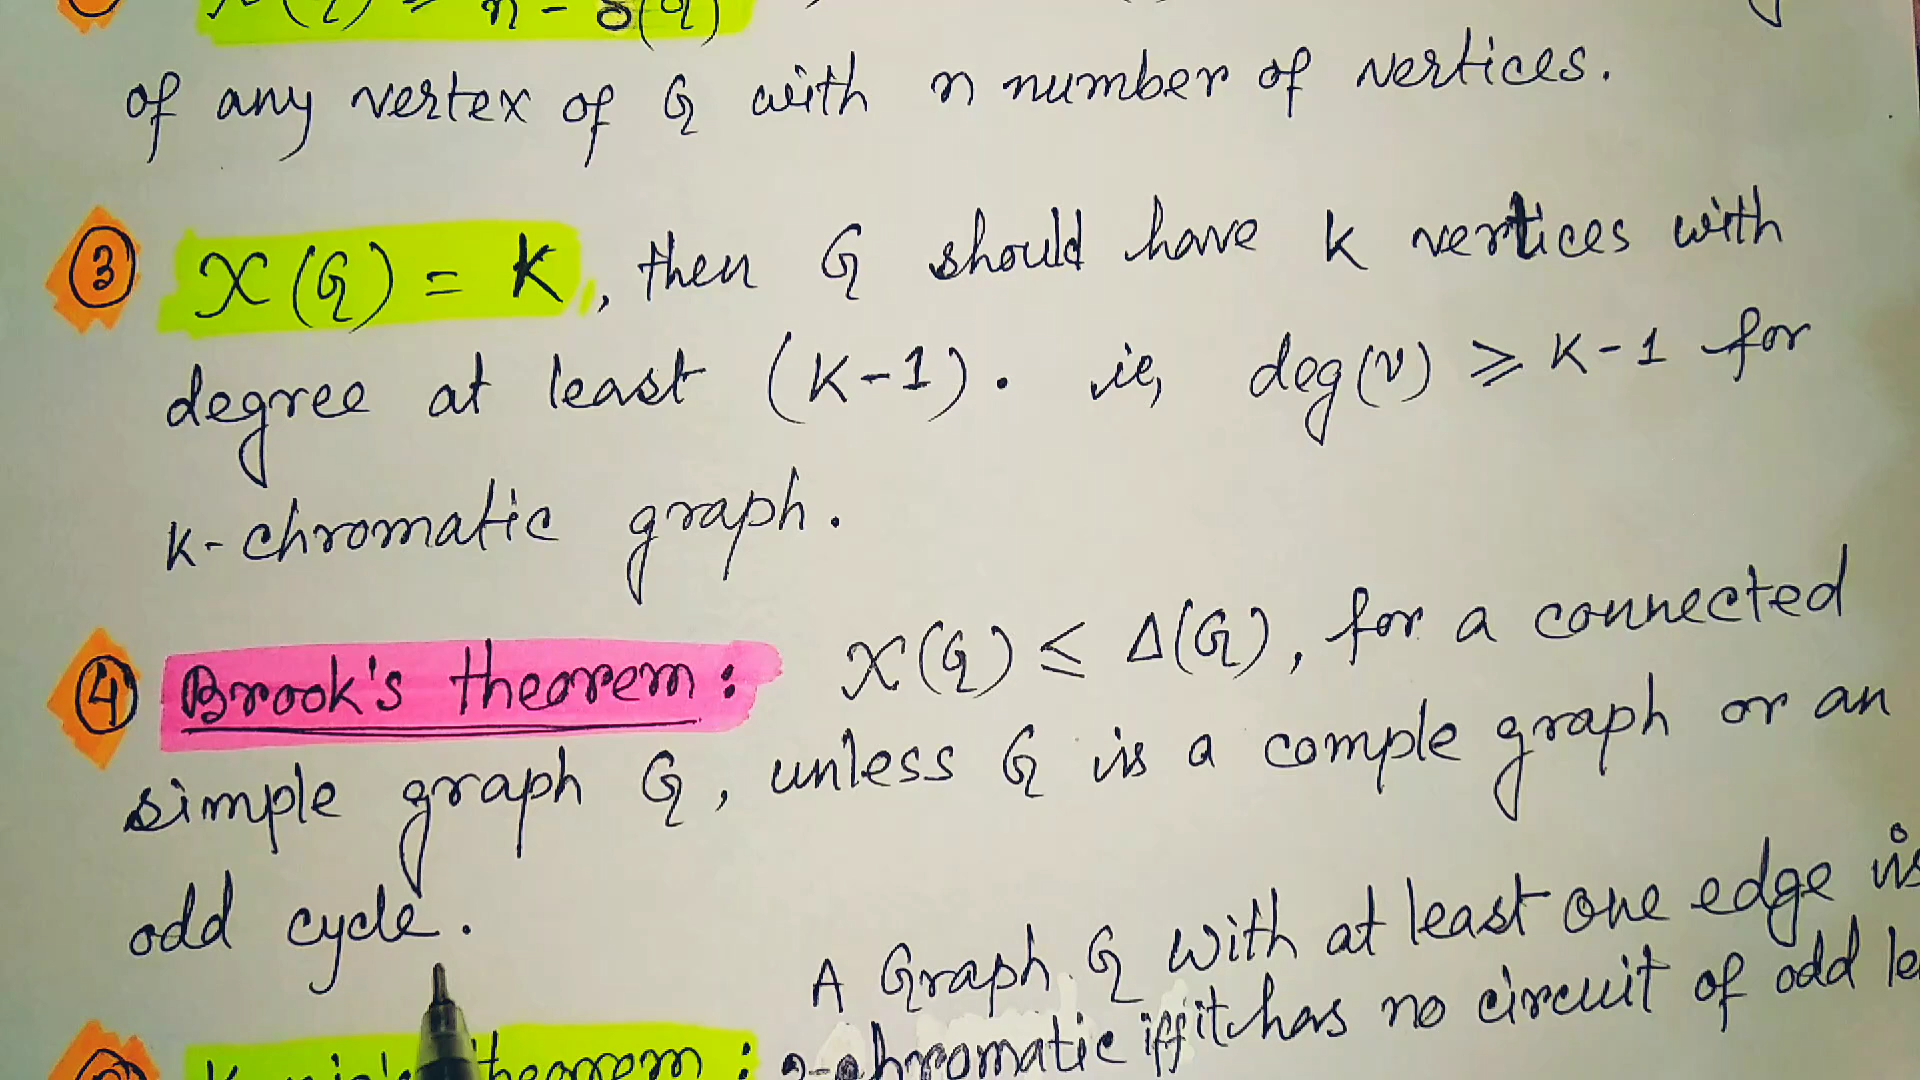 n - δ(G)
of any vertex of G with n number of vertices.
③ χ(G) = K, then G should have K vertices with
degree at least (K-1). ie, deg(v) ≥ K-1 for
K-chromatic graph.
④ Brook's theorem: χ(G) ≤ Δ(G), for a connected
simple graph G, unless G is a comple graph or an
odd cycle.
A Graph G with at least one edge is
theorem: 2-chromatic iff it has no circuit of odd